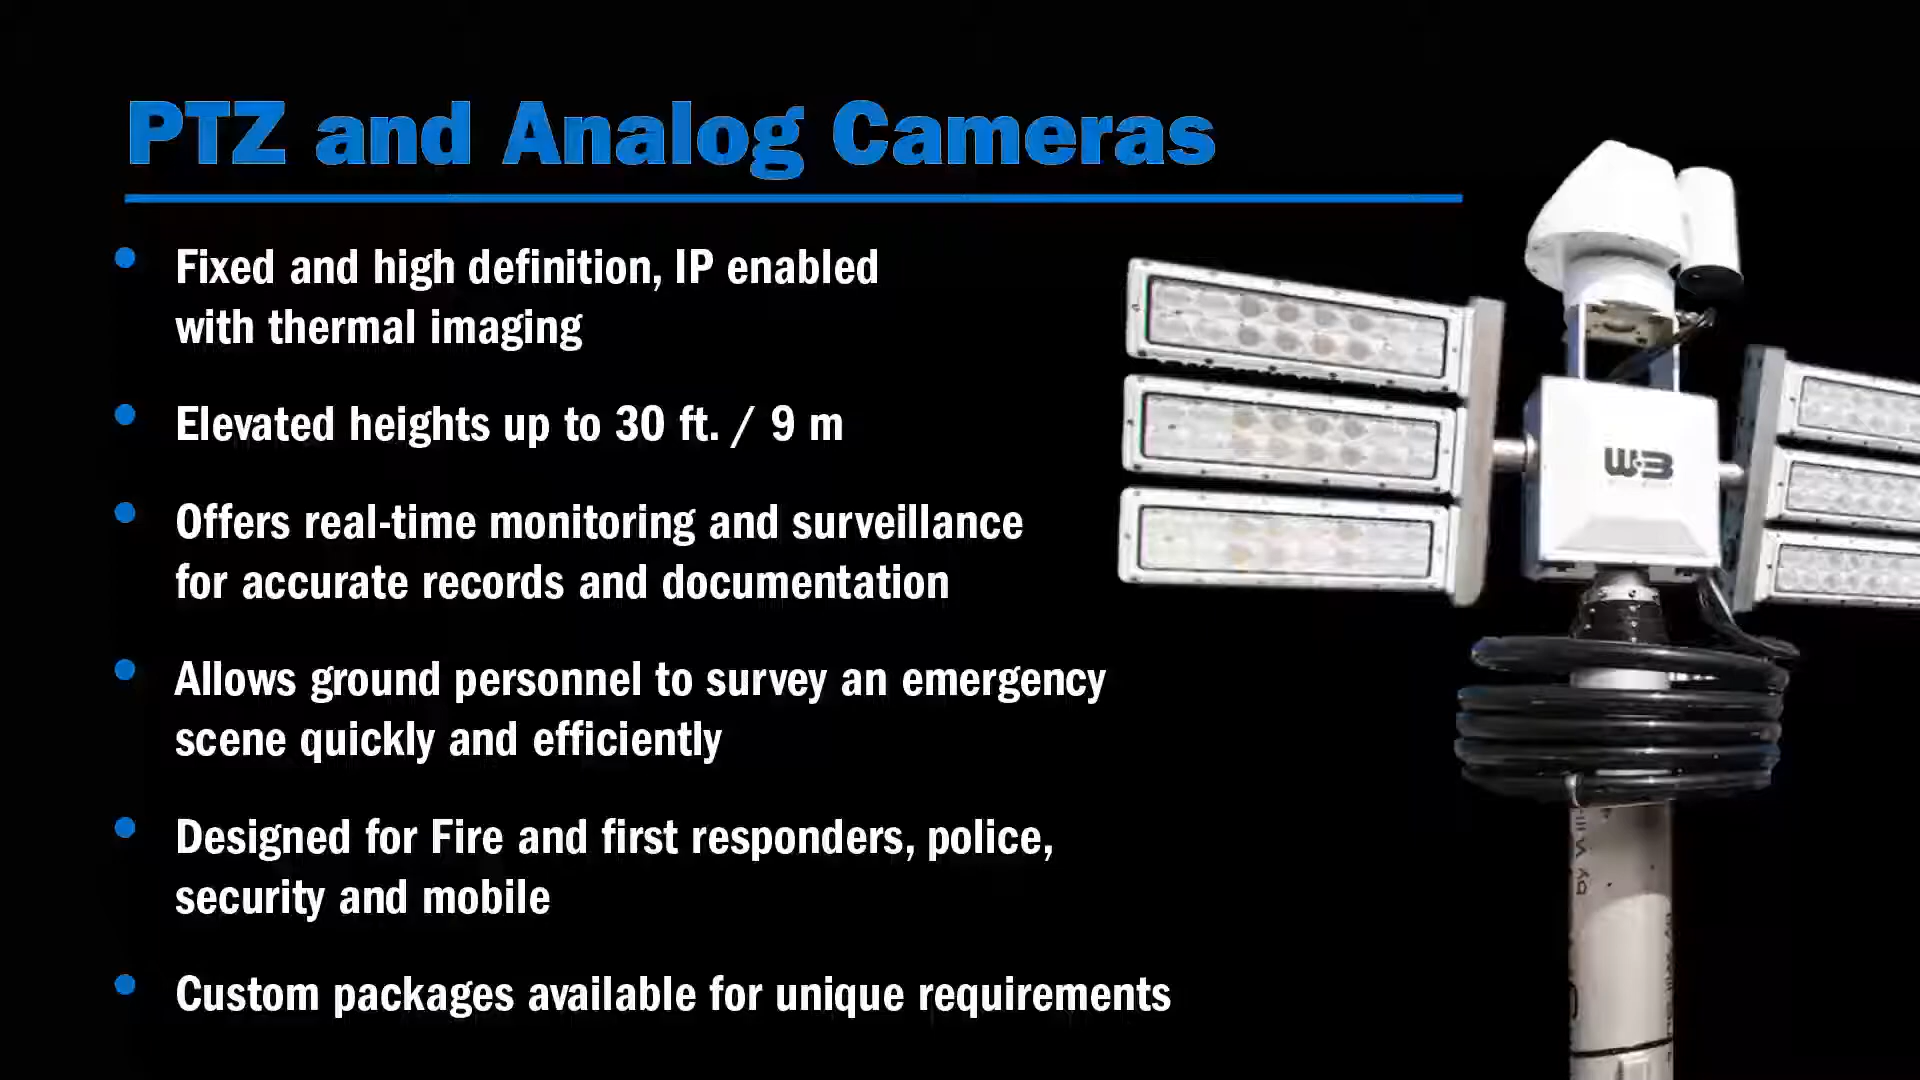 PTZ and Analog Cameras
Fixed and high definition, IP enabled
with thermal imaging
Elevated heights up to 30 ft. / 9 m
Offers real-time monitoring and surveillance
for accurate records and documentation
Allows ground personnel to survey an emergency
scene quickly and efficiently
Designed for Fire and first responders, police,
security and mobile
Custom packages available for unique requirements